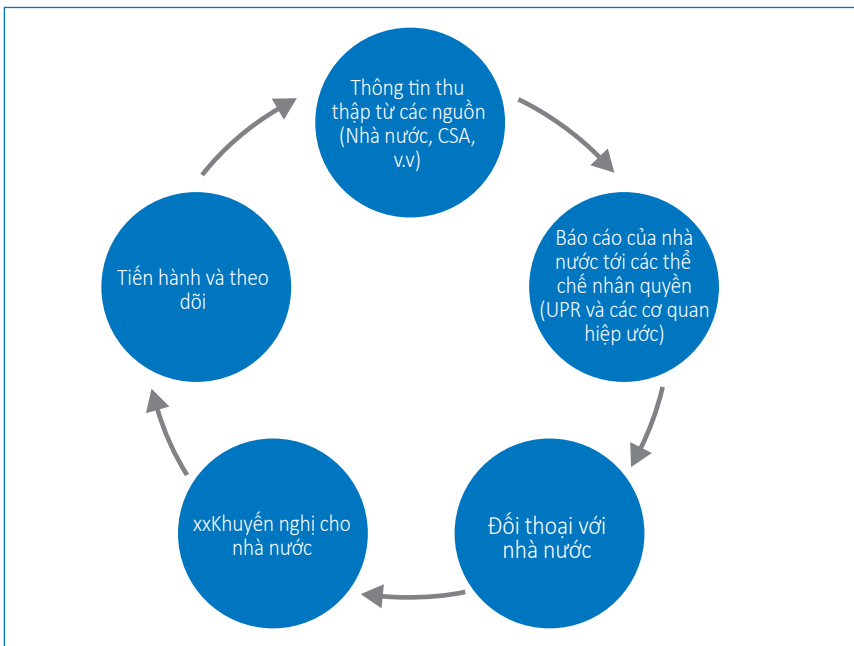 Thông tin thu
thập từ các nguồn
(Nhà nước, CSA,
v.v)
Báo cáo của nhà
nước tới các thể
chế nhân quyền
(UPR và các cơ quan
hiệp ước)
Đối thoại với
nhà nước
xxKhuyến nghị cho
nhà nước
Tiến hành và theo
dõi